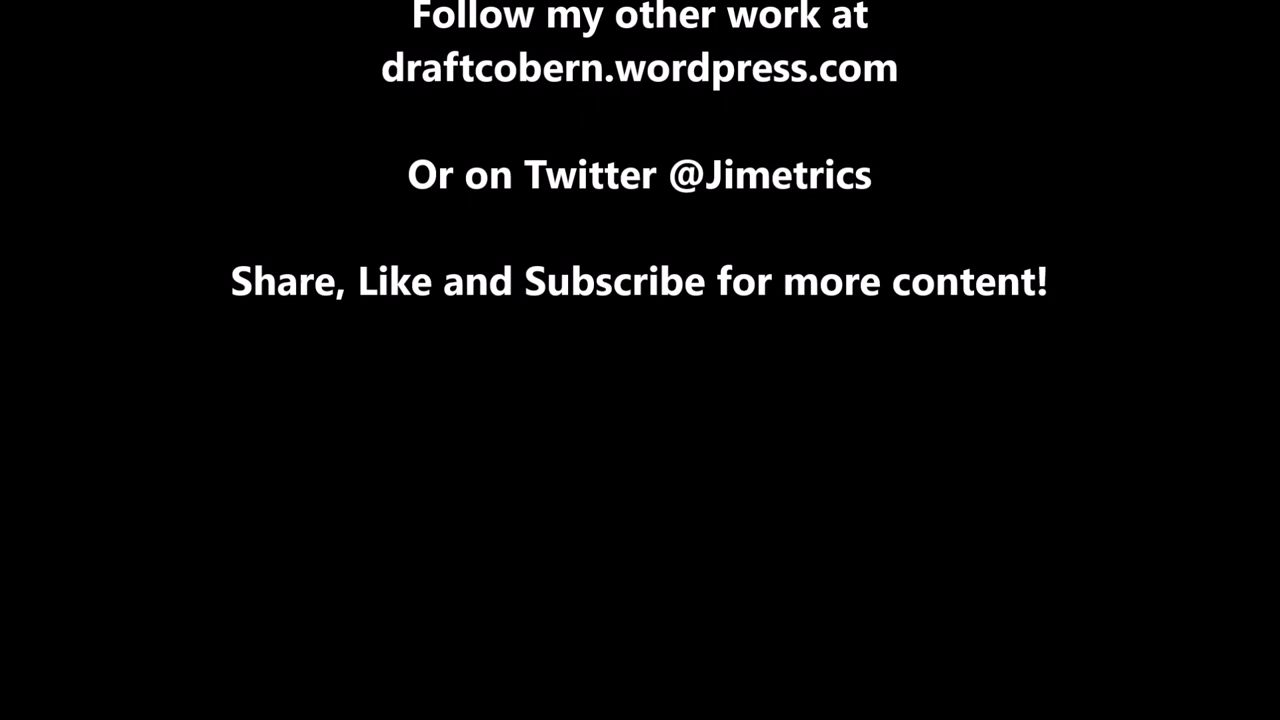 Follow my other work at
draftcobern.wordpress.com
Or on Twitter @Jimetrics
Share, Like and Subscribe for more content!